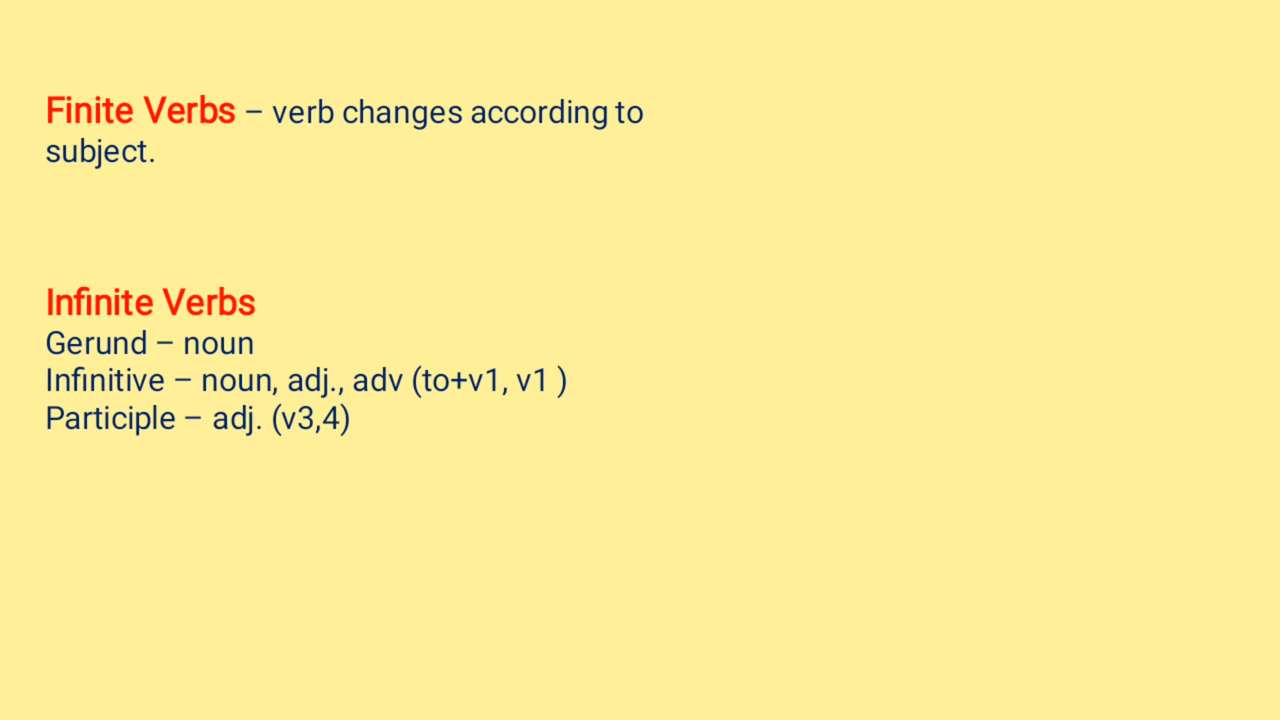 Finite Verbs – verb changes according to
subject.
Infinite Verbs
Gerund – noun
Infinitive – noun, adj., adv (to+v1, v1 )
Participle – adj. (v3,4)